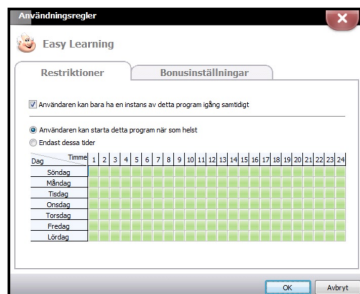 Användningsregler
Easy Learning
Restriktioner
Bonusinställningar
Användaren kan bara ha en instans av detta program igång samtidigt
Användaren kan starta detta program när som helst
Endast dessa tider
Dag Timme 1 2 3 4 5 6 7 8 9 10 11 12 13 14 15 16 17 18 19 20 21 22 23 24
Söndag
Måndag
Tisdag
Onsdag
Torsdag
Fredag
Lördag
OK Avbryt